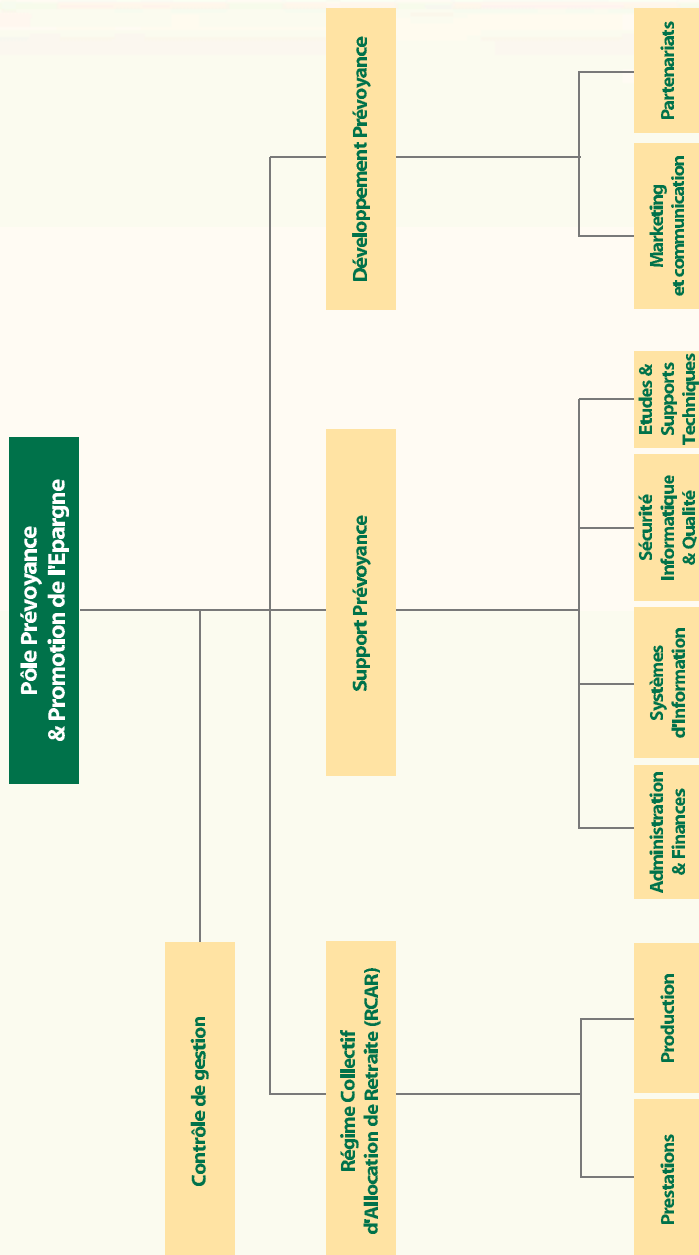 Pôle Prévoyance
& Promotion de l'Epargne
Contrôle de gestion
Régime Collectif
d'Allocation de Retraite (RCAR)
Support Prévoyance
Développement Prévoyance
Prestations
Production
Administration
& Finances
Systèmes
d'Information
Sécurité
Informatique
& Qualité
Etudes &
Supports
Techniques
Marketing
et communication
Partenariats